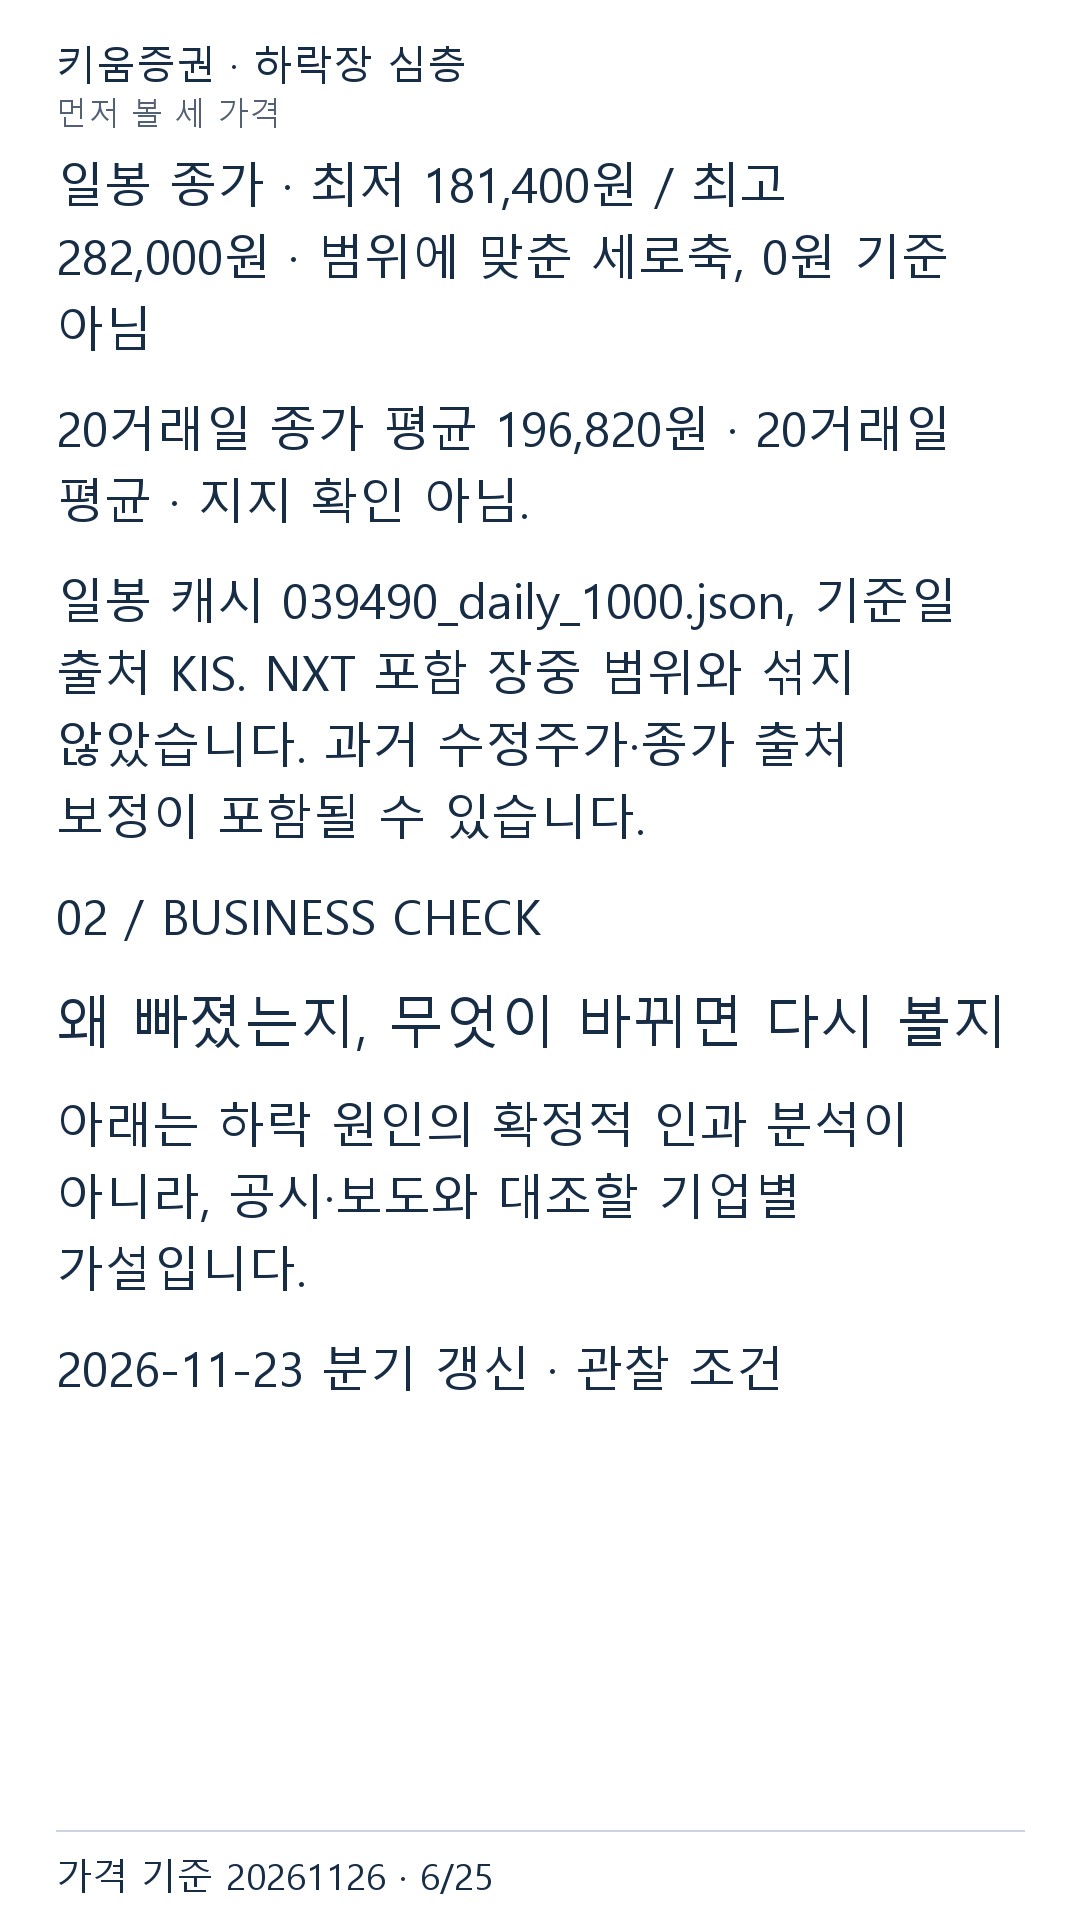 키움증권 · 하락장 심층
먼저 볼 세 가격
일봉 종가 · 최저 181,400원 / 최고
282,000원 · 범위에 맞춘 세로축, 0원 기준
아님
20거래일 종가 평균 196,820원 · 20거래일
평균 · 지지 확인 아님.
일봉 캐시 039490_daily_1000.json, 기준일
출처 KIS. NXT 포함 장중 범위와 섞지
않았습니다. 과거 수정주가·종가 출처
보정이 포함될 수 있습니다.
02 / BUSINESS CHECK
왜 빠졌는지, 무엇이 바뀌면 다시 볼지
아래는 하락 원인의 확정적 인과 분석이
아니라, 공시·보도와 대조할 기업별
가설입니다.
2026-11-23 분기 갱신 · 관찰 조건
가격 기준 20261126 · 6/25